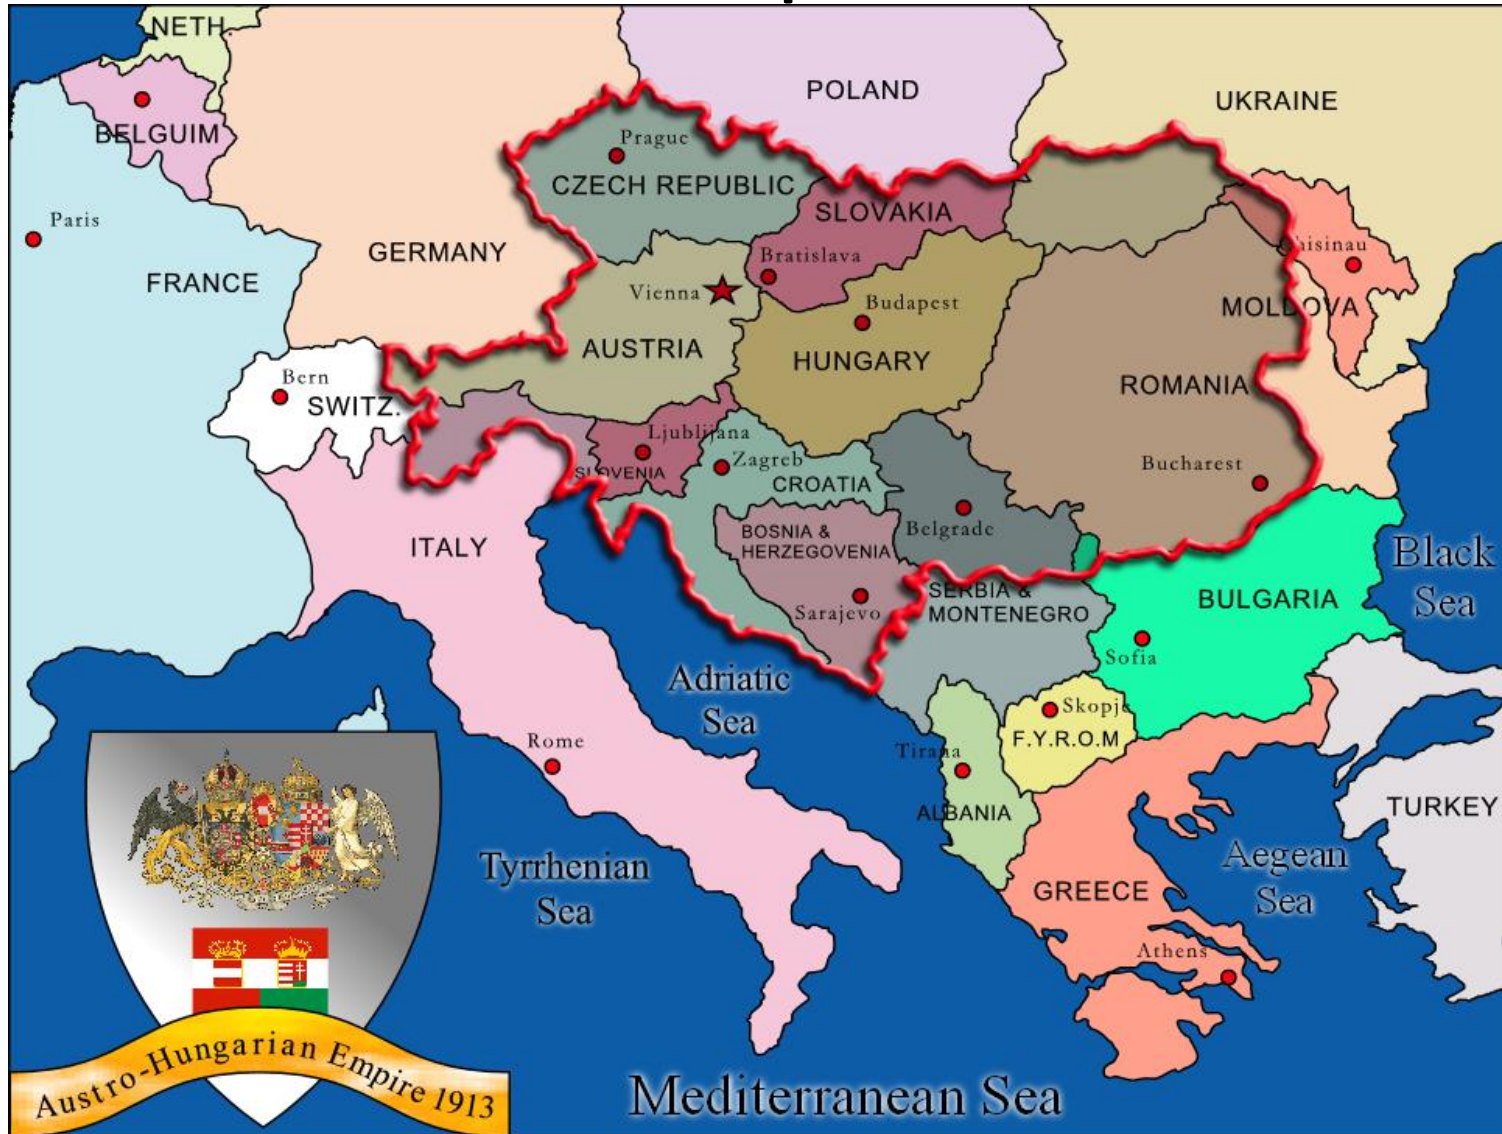 NETH.
POLAND
UKRAINE
BELGUIM
Prague
CZECH REPUBLIC
Paris
SLOVAKIA
GERMANY
FRANCE
Bratislava
Chisinau
Vienna
Budapest
MOLDOVA
AUSTRIA
HUNGARY
ROMANIA
Bern
SWITZ.
Ljublijana
SLOVENIA
Zagreb
CROATIA
Bucharest
ITALY
BOSNIA &
HERZEGOVENIA
Belgrade
Black
Sea
SERBIA &
MONTENEGRO
BULGARIA
Sarajevo
Sofia
Adriatic
Sea
Skopje
F.Y.R.O.M
Rome
Tirana
ALBANIA
TURKEY
Tyrrhenian
Sea
Aegean
Sea
GREECE
Athens
Austro-Hungarian Empire 1913
Mediterranean Sea